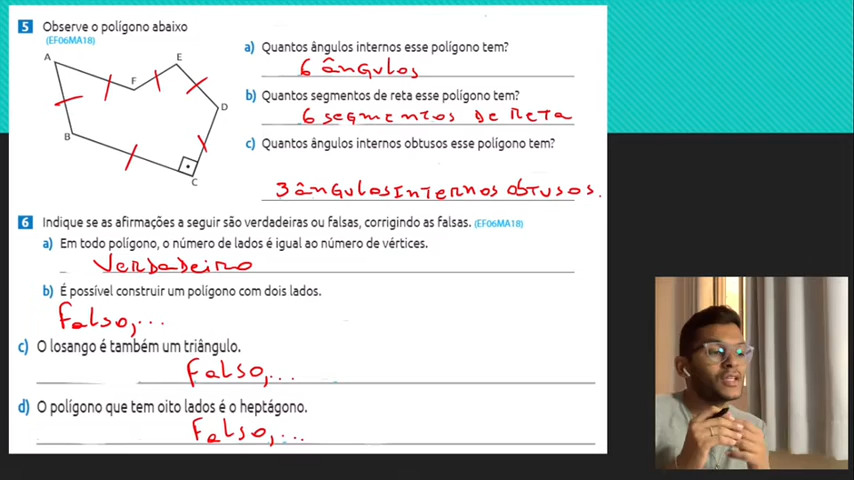 5 Observe o polígono abaixo
(EF06MA18)
A
E
F
D
B
C
a) Quantos ângulos internos esse polígono tem?
6 ângulos
b) Quantos segmentos de reta esse polígono tem?
6 segmentos de reta
c) Quantos ângulos internos obtusos esse polígono tem?
3 ângulos internos obtusos.
6 Indique se as afirmações a seguir são verdadeiras ou falsas, corrigindo as falsas. (EF06MA18)
a) Em todo polígono, o número de lados é igual ao número de vértices.
Verdadeiro
b) É possível construir um polígono com dois lados.
Falso,...
c) O losango é também um triângulo.
Falso,...
d) O polígono que tem oito lados é o heptágono.
Falso,...